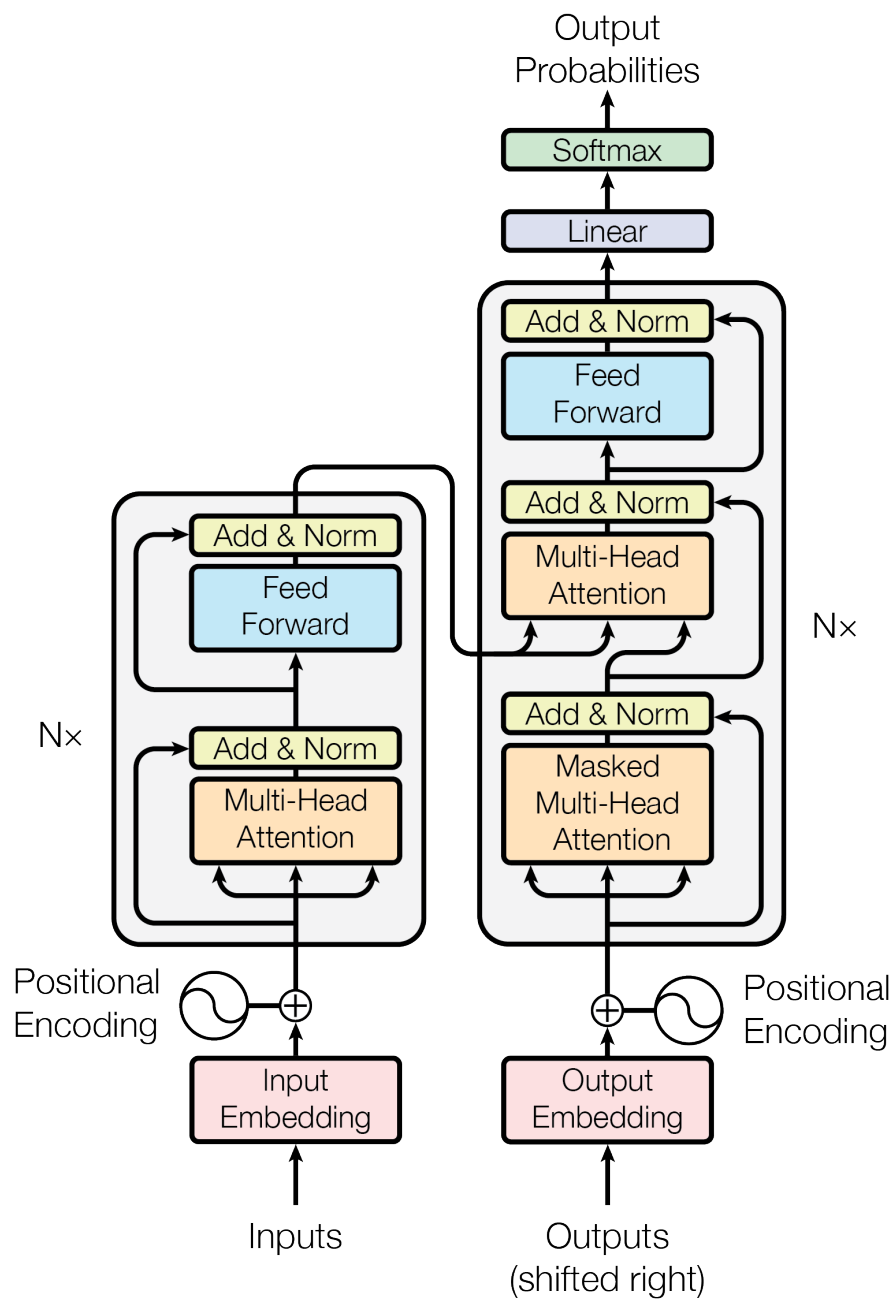 Output
Probabilities
Softmax
Linear
Add & Norm
Feed
Forward
Add & Norm
Multi-Head
Attention
Add & Norm
Masked
Multi-Head
Attention
N×
Add & Norm
Feed
Forward
Add & Norm
Multi-Head
Attention
N×
Positional
Encoding
Positional
Encoding
Input
Embedding
Output
Embedding
Inputs
Outputs
(shifted right)